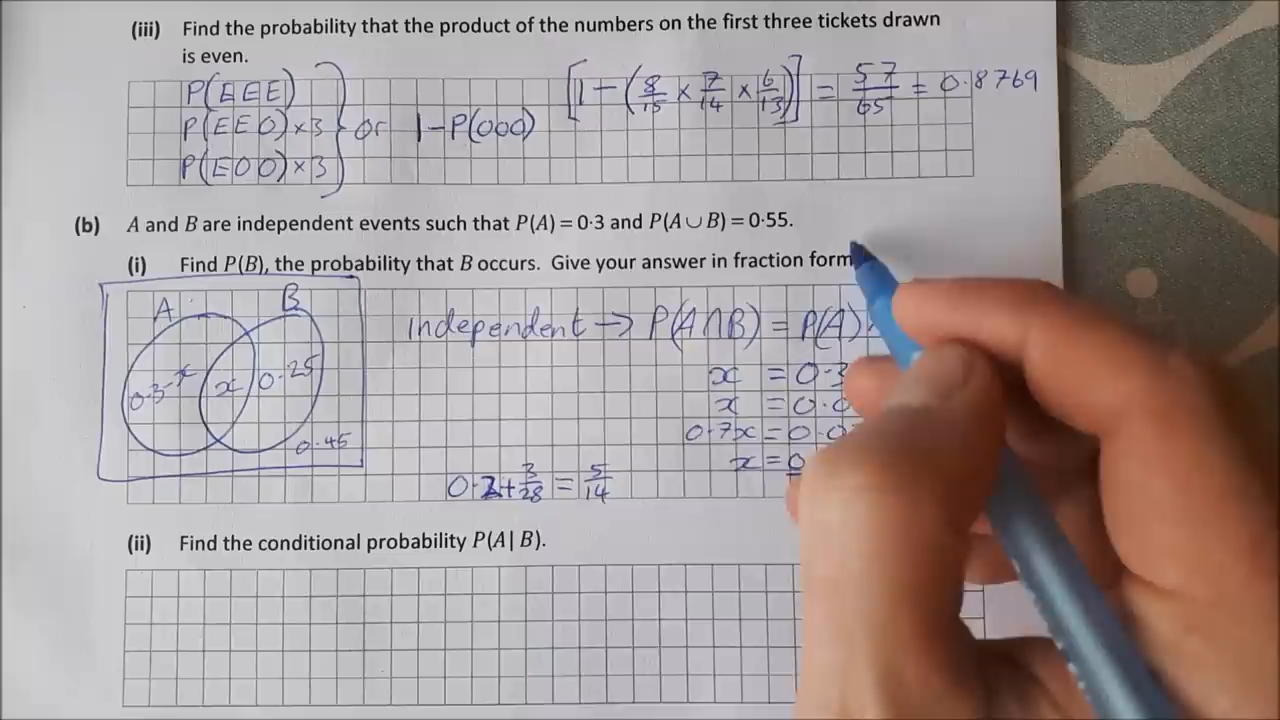 (iii) Find the probability that the product of the numbers on the first three tickets drawn
is even.
P(EEE)
P(EEO)×3
P(EOO)×3
or 1-P(OOO)
[1-(8/15 × 7/14 × 6/13)] = 57/65 = 0.8769
(b) A and B are independent events such that P(A) = 0·3 and P(A ∪ B) = 0·55.
(i) Find P(B), the probability that B occurs. Give your answer in fraction form
A B
0.3-x x 0.25
0.45
independent → P(A∩B) = P(A)
x = 0.3
x = 0.0
0.7x = 0.0
x = 0
0.2+3/28 = 5/14
(ii) Find the conditional probability P(A| B).